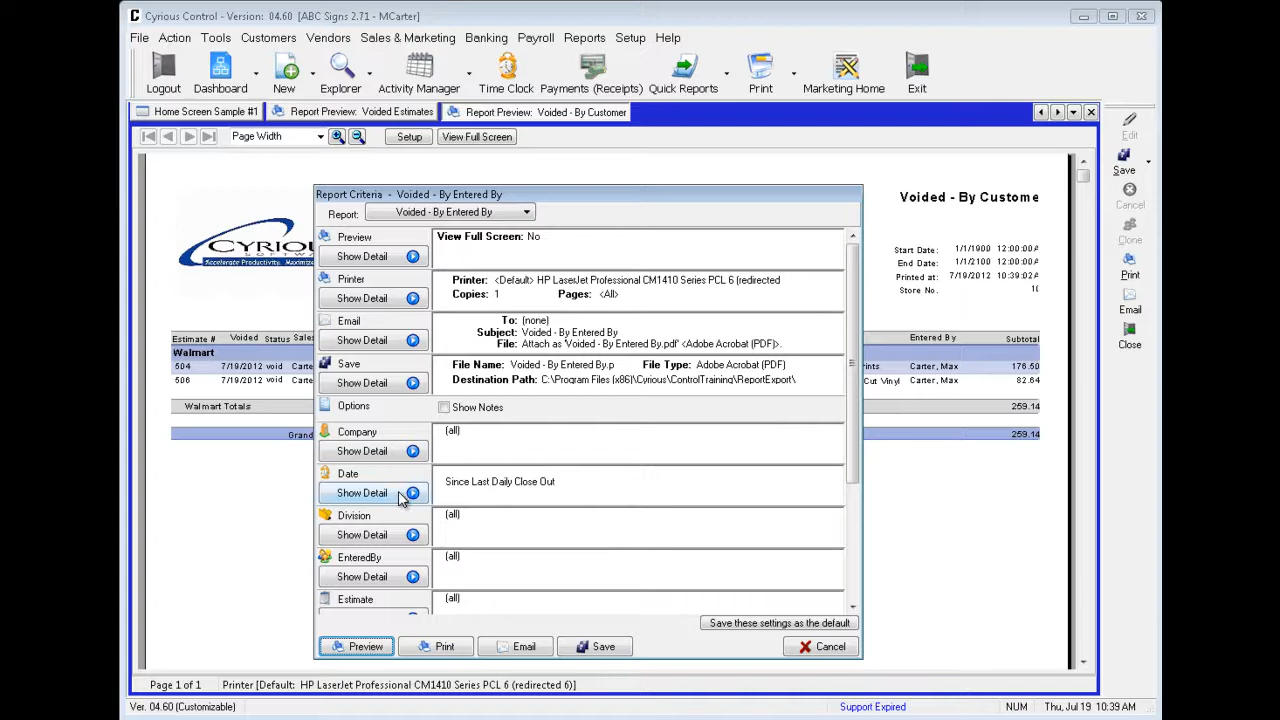 Cyrious Control - Version: 04.60 [ABC Signs 2.71 - MCarter]
File Action Tools Customers Vendors Sales & Marketing Banking Payroll Reports Setup Help
Logout Dashboard New Explorer Activity Manager Time Clock Payments (Receipts) Quick Reports Print Marketing Home Exit
Home Screen Sample #1 Report Preview: Voided Estimates Report Preview: Voided - By Customer
Page Width Setup View Full Screen
Edit
Save
Cancel
Clone
Print
Email
Close
Voided - By Custome
CYRIOU
Accelerate Productivity.
Start Date: 1/1/1900 12:00:00A
End Date: 1/1/2100 12:00:00A
Printed at: 7/19/2012 10:39:02A
Store No. 10
Estimate # Voided Status Sales Entered By Subtotal
Walmart
504 7/19/2012 void Carte rints Carter, Max 176.50
506 7/19/2012 void Carte Cut Vinyl Carter, Max 82.64
Walmart Totals 259.14
Gran 259.14
Report Criteria - Voided - By Entered By
Report: Voided - By Entered By
Preview
Show Detail
View Full Screen: No
Printer
Show Detail
Printer: <Default> HP LaserJet Professional CM1410 Series PCL 6 (redirected
Copies: 1 Pages: <All>
Email
Show Detail
To: (none)
Subject: Voided - By Entered By
File: Attach as 'Voided - By Entered By.pdf' <Adobe Acrobat (PDF)>.
Save
Show Detail
File Name: Voided - By Entered By.p File Type: Adobe Acrobat (PDF)
Destination Path: C:\Program Files (x86)\Cyrious\ControlTraining\ReportExport\
Options
Show Notes
Company
Show Detail
(all)
Date
Show Detail
Since Last Daily Close Out
Division
Show Detail
(all)
EnteredBy
Show Detail
(all)
Estimate
(all)
Save these settings as the default
Preview Print Email Save Cancel
Page 1 of 1 Printer [Default: HP LaserJet Professional CM1410 Series PCL 6 (redirected 6)]
Ver. 04.60 (Customizable) Support Expired NUM Thu, Jul 19 10:39 AM